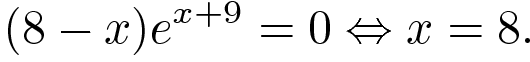 (8 − x)e^{x+9} = 0 ⇔ x = 8.